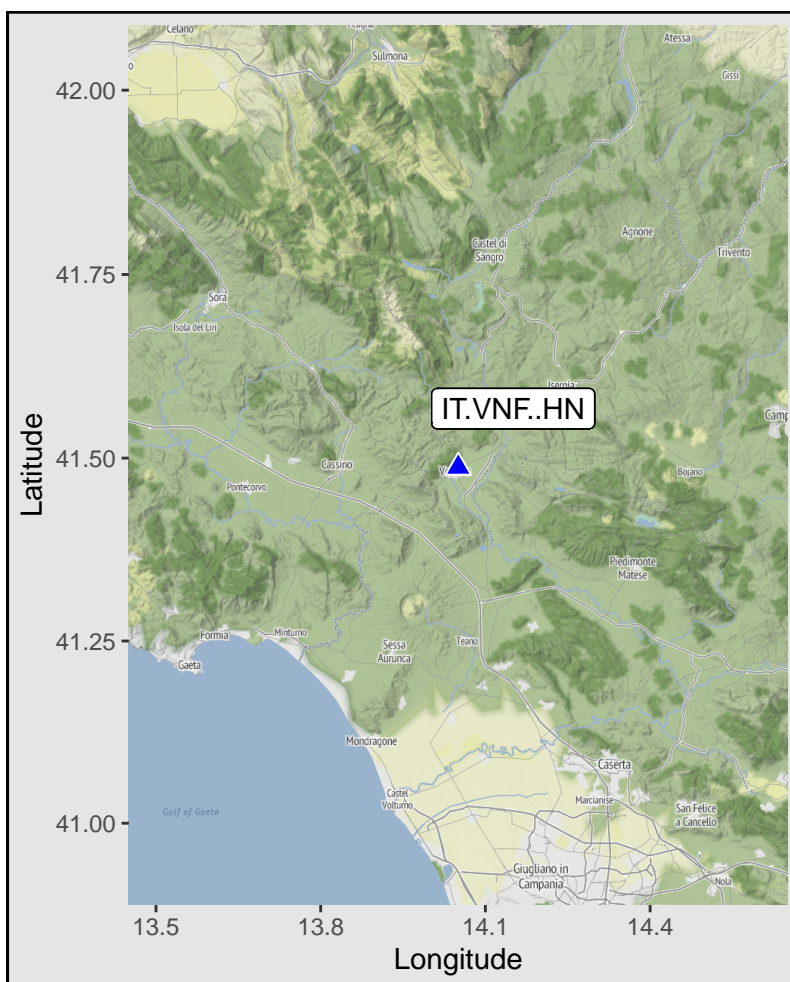 Celano
Peligna
Sulmona
Atessa
Gissi
42.00
Castel di
Sangro
Agnone
Trivento
41.75
Sora
Isola del Liri
Isernia
IT.VNF..HN
Latitude
41.50
Cassino
Pontecorvo
Bojano
Piedimonte
Matese
41.25
Formia
Minturno
Gaeta
Sessa
Aurunca
Teano
Mondragone
Caserta
Castel
Volturno
Marcianise
San Felice
a Cancello
Gulf of Gaeta
41.00
Giugliano in
Campania
Nola
13.5
13.8
14.1
14.4
Longitude